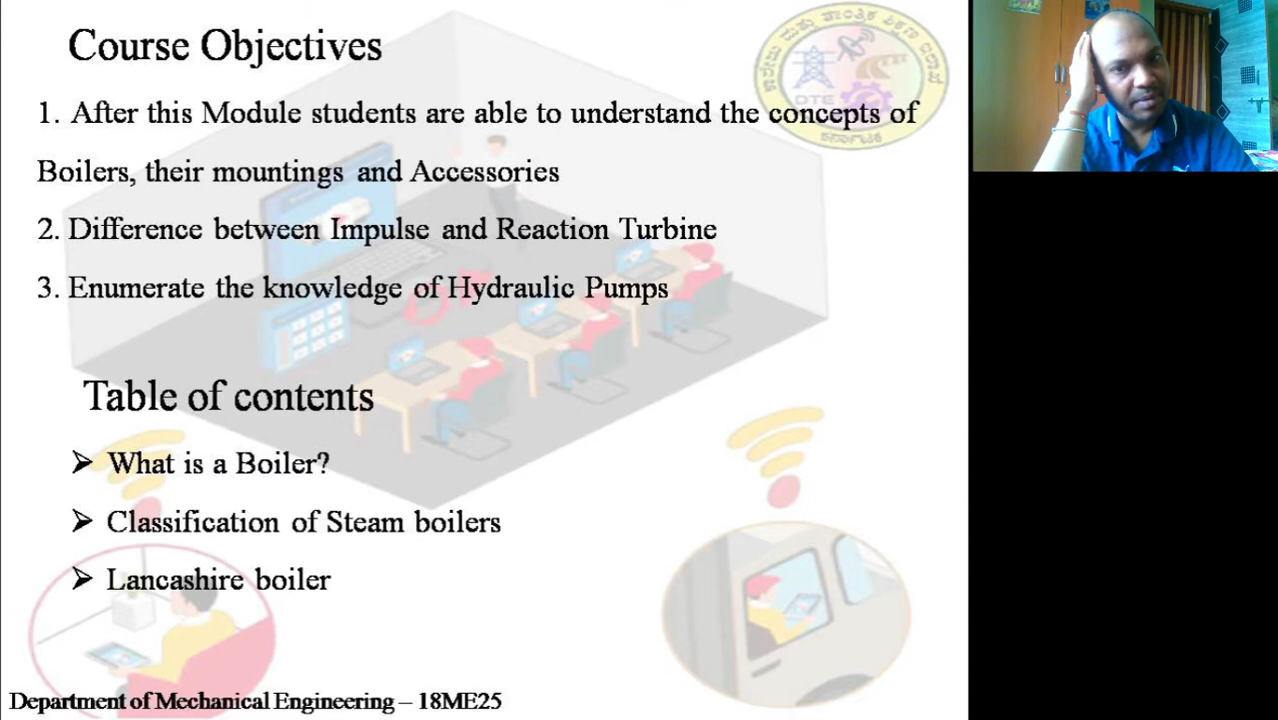 Course Objectives
1. After this Module students are able to understand the concepts of
Boilers, their mountings and Accessories
2. Difference between Impulse and Reaction Turbine
3. Enumerate the knowledge of Hydraulic Pumps
Table of contents
➤ What is a Boiler?
➤ Classification of Steam boilers
➤ Lancashire boiler
Department of Mechanical Engineering – 18ME25
DTE